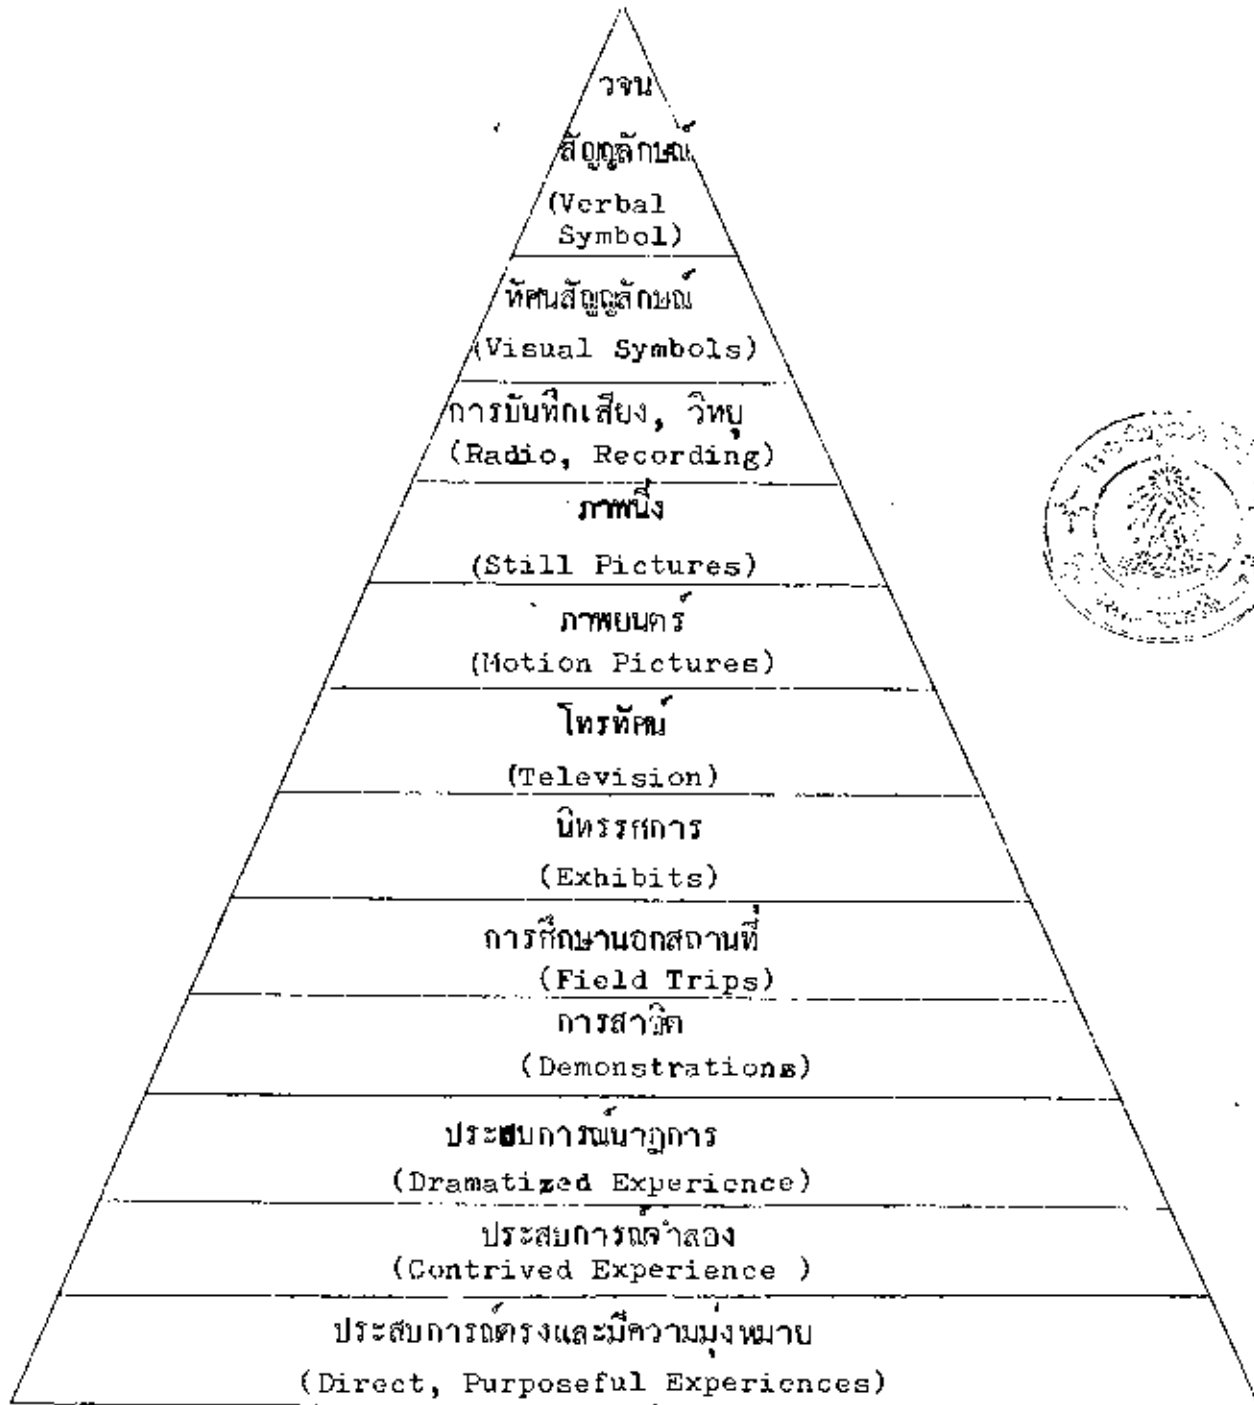 วจน
สัญญลักษณ์
(Verbal
Symbol)
ทัศนสัญญลักษณ์
(Visual Symbols)
การบันทึกเสียง, วิทยุ
(Radio, Recording)
ภาพนิ่ง
(Still Pictures)
ภาพยนตร์
(Motion Pictures)
โทรทัศน์
(Television)
นิทรรศการ
(Exhibits)
การศึกษานอกสถานที่
(Field Trips)
การสาธิต
(Demonstrations)
ประสบการณ์นาฏการ
(Dramatized Experience)
ประสบการณ์จำลอง
(Contrived Experience )
ประสบการณ์ตรงและมีความมุ่งหมาย
(Direct, Purposeful Experiences)